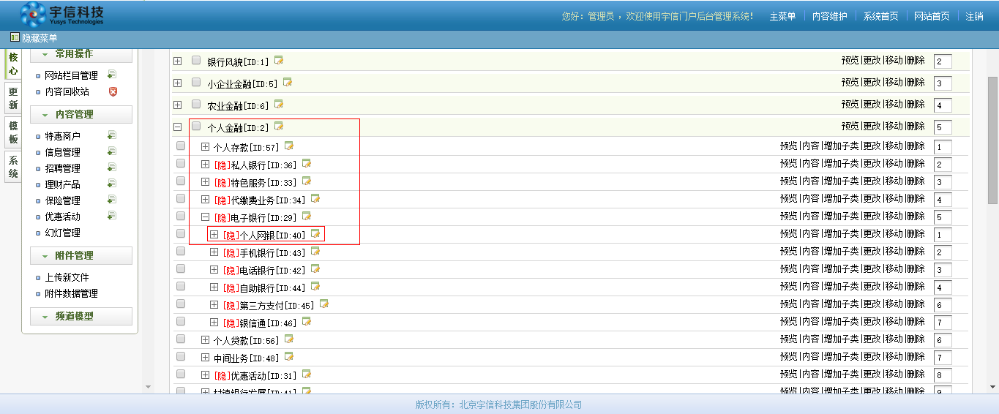 宇信科技
Yusys Technologies
您好：管理员 ，欢迎使用宇信门户后台管理系统! 主菜单 内容维护 系统首页 网站首页 注销
隐藏菜单
核心
更新
模板
系统
常用操作
网站栏目管理
内容回收站
内容管理
特惠商户
信息管理
招聘管理
理财产品
保险管理
优惠活动
幻灯管理
附件管理
上传新文件
附件数据管理
频道模型
银行风貌[ID:1] 预览|更改|移动|删除 2
小企业金融[ID:5] 预览|更改|移动|删除 3
农业金融[ID:6] 预览|更改|移动|删除 4
个人金融[ID:2] 预览|更改|移动|删除 5
个人存款[ID:57] 预览|内容|增加子类|更改|移动|删除 1
[隐]私人银行[ID:36] 预览|内容|增加子类|更改|移动|删除 2
[隐]特色服务[ID:33] 预览|内容|增加子类|更改|移动|删除 3
[隐]代缴费业务[ID:34] 预览|内容|增加子类|更改|移动|删除 4
[隐]电子银行[ID:29] 预览|内容|增加子类|更改|移动|删除 5
[隐]个人网银[ID:40] 预览|内容|增加子类|更改|移动|删除 1
[隐]手机银行[ID:43] 预览|内容|增加子类|更改|移动|删除 2
[隐]电话银行[ID:42] 预览|内容|增加子类|更改|移动|删除 3
[隐]自助银行[ID:44] 预览|内容|增加子类|更改|移动|删除 4
[隐]第三方支付[ID:45] 预览|内容|增加子类|更改|移动|删除 6
[隐]银信通[ID:46] 预览|内容|增加子类|更改|移动|删除 7
个人贷款[ID:56] 预览|内容|增加子类|更改|移动|删除 6
中间业务[ID:48] 预览|内容|增加子类|更改|移动|删除 7
[隐]优惠活动[ID:31] 预览|内容|增加子类|更改|移动|删除 8
村镇银行发展[ID:41] 预览|内容|增加子类|更改|移动|删除 9
版权所有：北京宇信科技集团股份有限公司